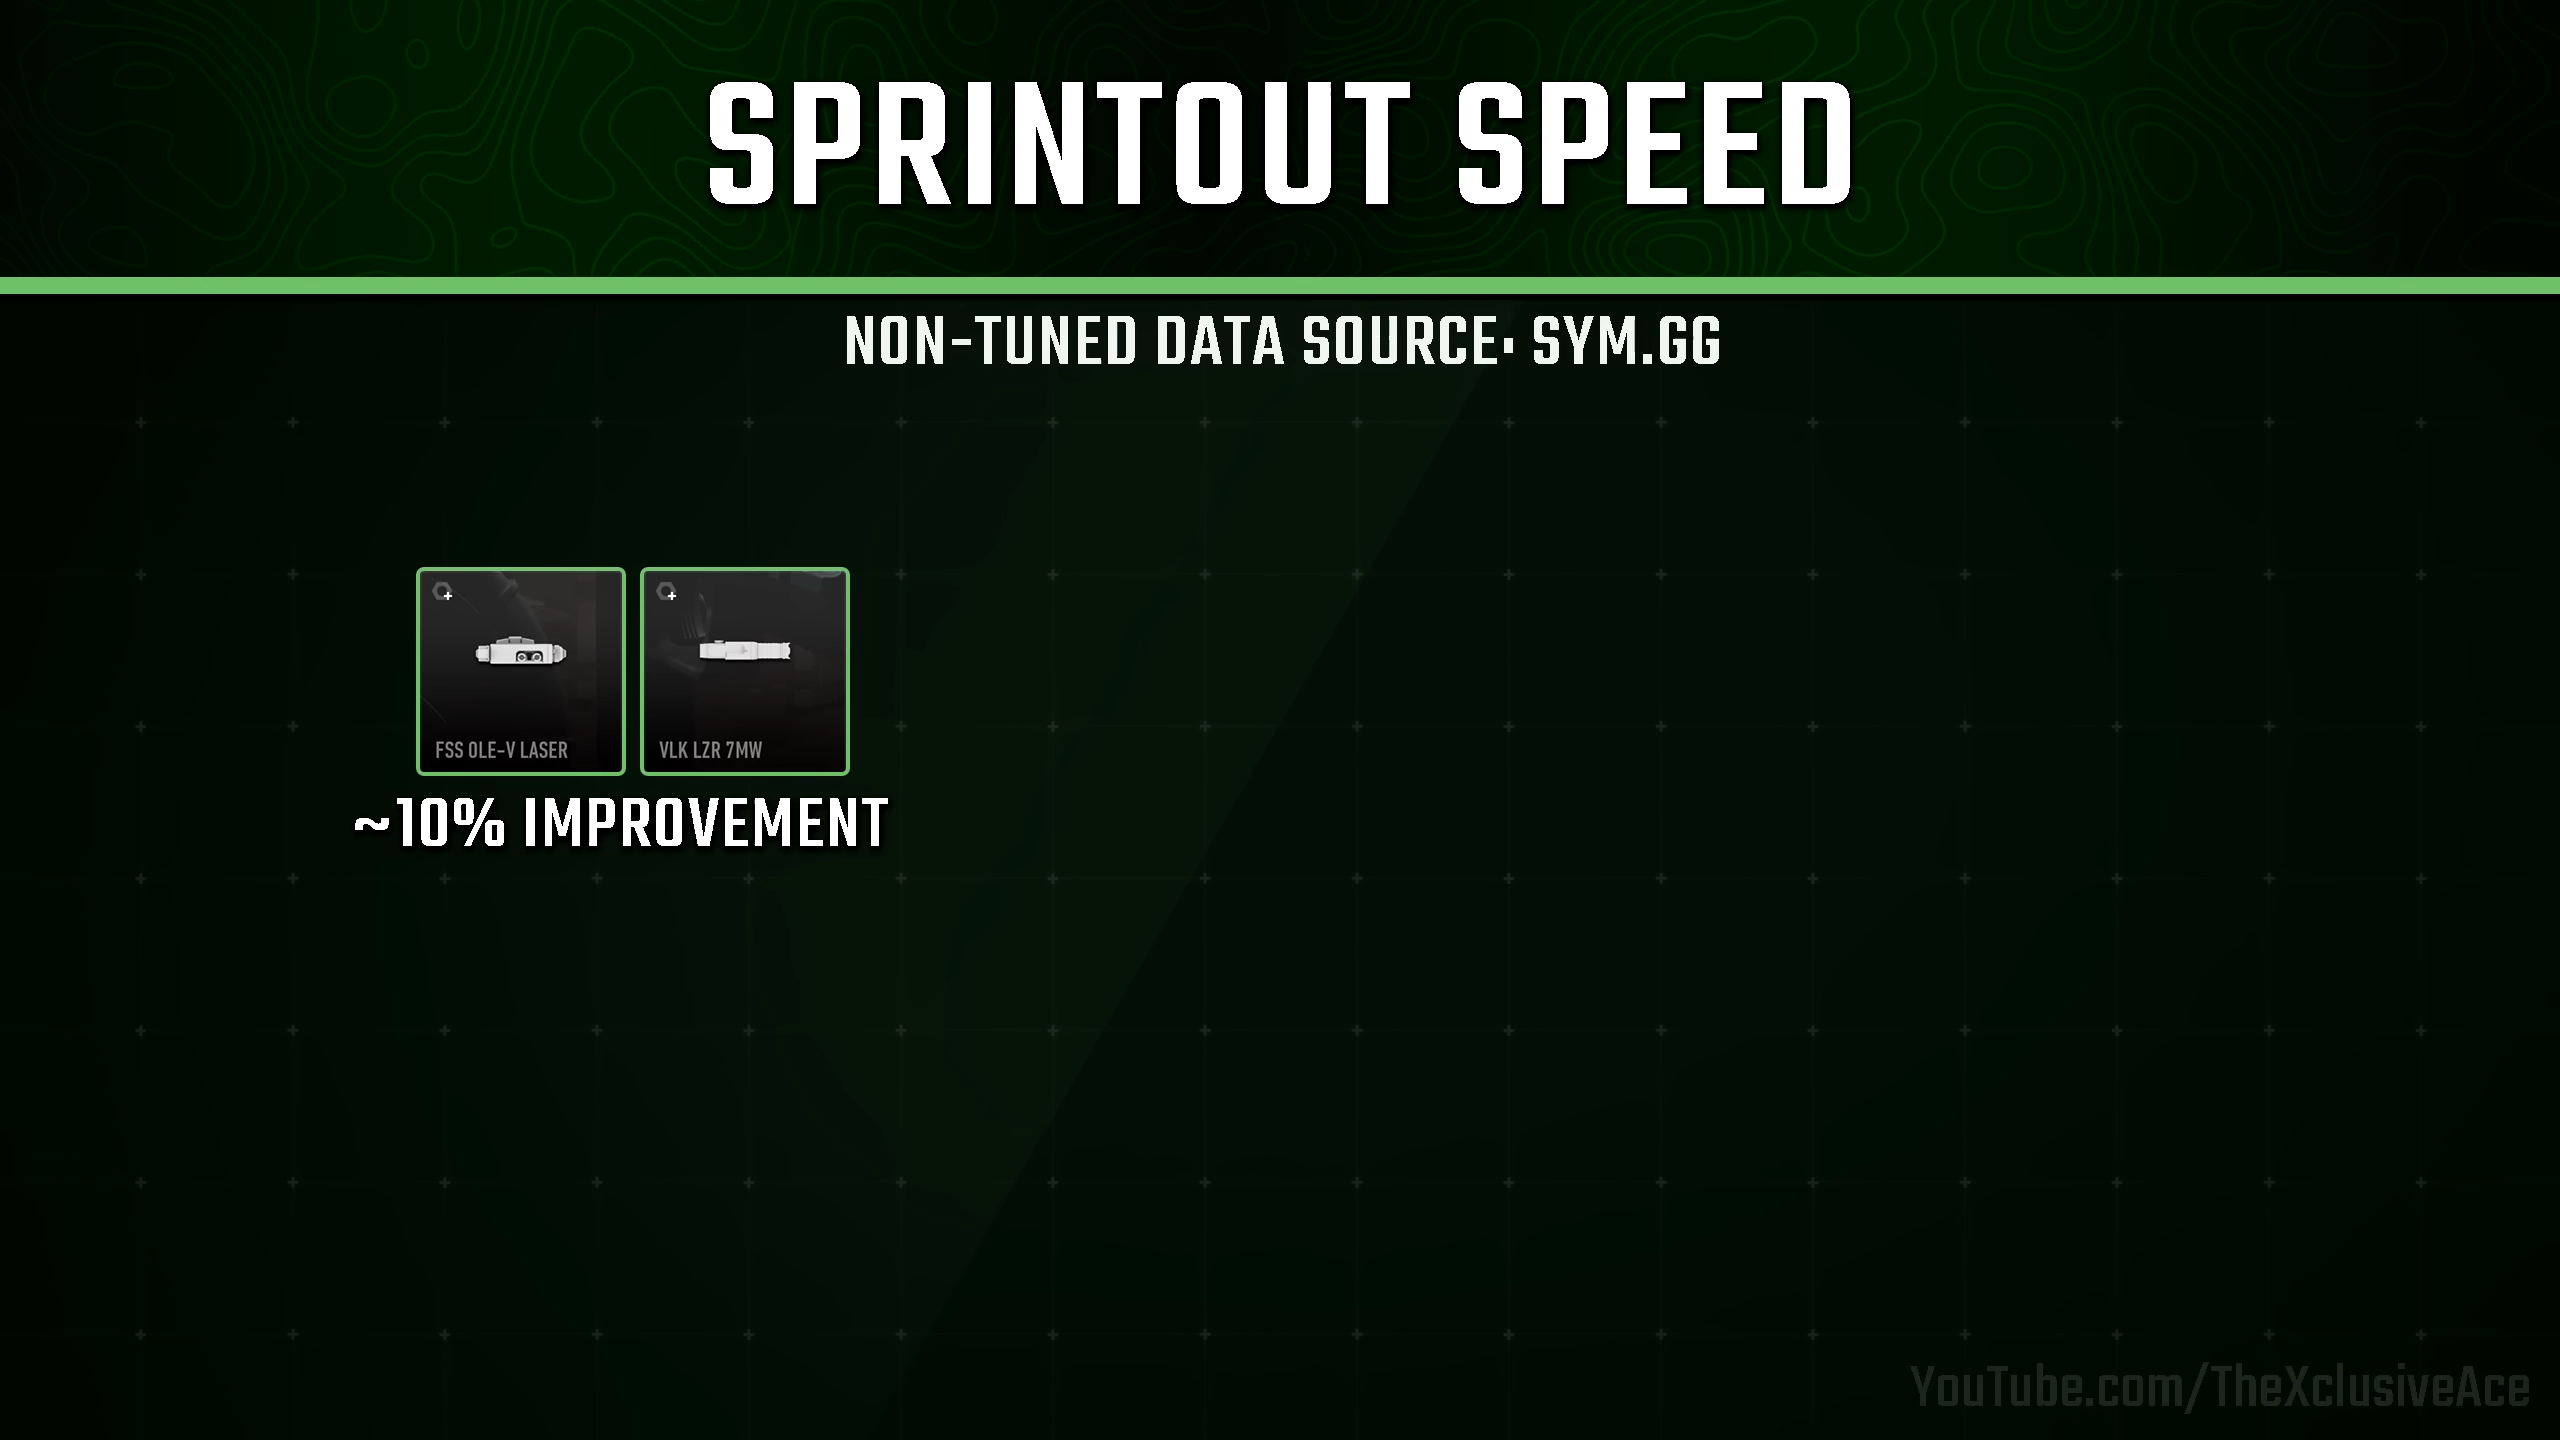 SPRINTOUT SPEED
NON-TUNED DATA SOURCE: SYM.GG
FSS OLE-V LASER
VLK LZR 7MW
~10% IMPROVEMENT
YouTube.com/TheXclusiveAce